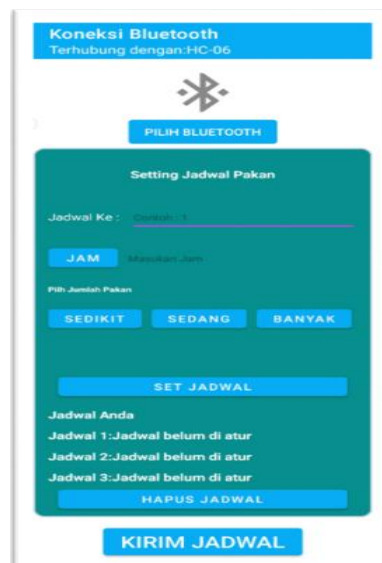 Koneksi Bluetooth
Terhubung dengan:HC-06
PILIH BLUETOOTH
Setting Jadwal Pakan
Jadwal Ke : Contoh : 1
JAM Masukan Jam
Pilih Jumlah Pakan
SEDIKIT SEDANG BANYAK
SET JADWAL
Jadwal Anda
Jadwal 1:Jadwal belum di atur
Jadwal 2:Jadwal belum di atur
Jadwal 3:Jadwal belum di atur
HAPUS JADWAL
KIRIM JADWAL